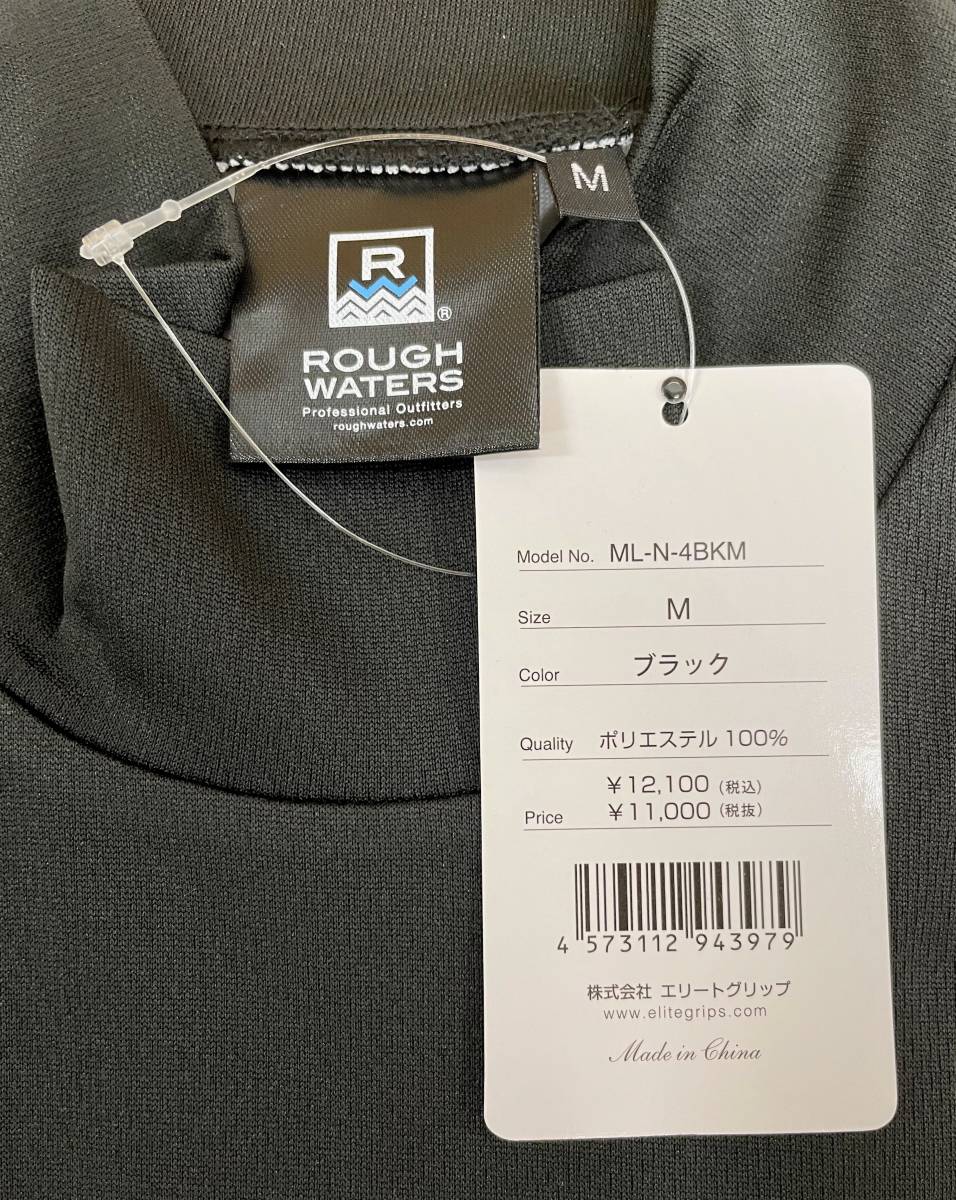 M
R
®
ROUGH
WATERS
Professional Outfitters
roughwaters.com
Model No. ML-N-4BKM
Size M
Color ブラック
Quality ポリエステル 100%
¥12,100 (税込)
Price ¥11,000 (税抜)
4 573112 943979
株式会社 エリートグリップ
www.elitegrips.com
Made in China